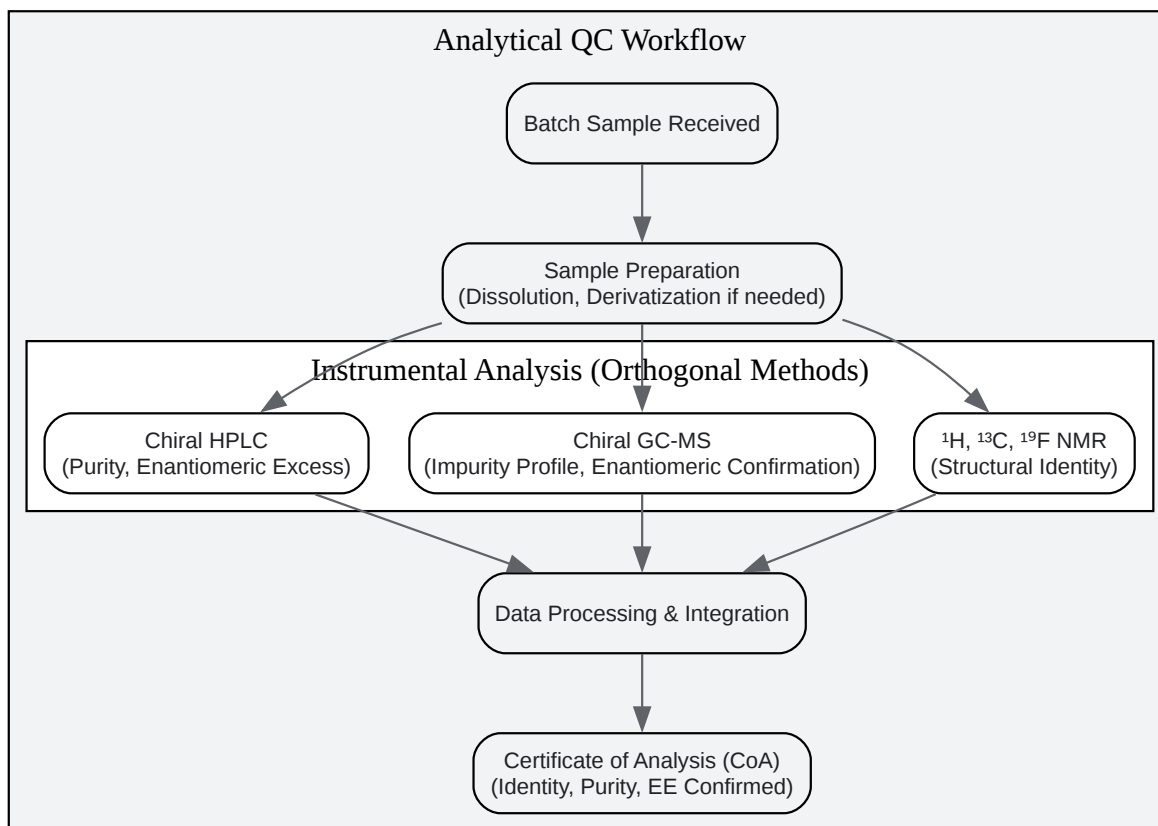 Analytical QC Workflow
Batch Sample Received
Sample Preparation
(Dissolution, Derivatization if needed)
Instrumental Analysis (Orthogonal Methods)
Chiral HPLC
(Purity, Enantiomeric Excess)
Chiral GC-MS
(Impurity Profile, Enantiomeric Confirmation)
¹H, ¹³C, ¹⁹F NMR
(Structural Identity)
Data Processing & Integration
Certificate of Analysis (CoA)
(Identity, Purity, EE Confirmed)